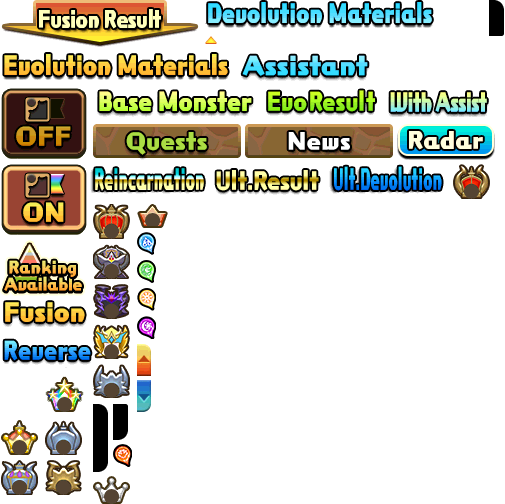 Fusion Result
Devolution Materials
Evolution Materials
Assistant
Base Monster
EvoResult
With Assist
OFF
Quests
News
Radar
Reincarnation
Ult.Result
Ult.Devolution
ON
Ranking
Available
Fusion
Reverse